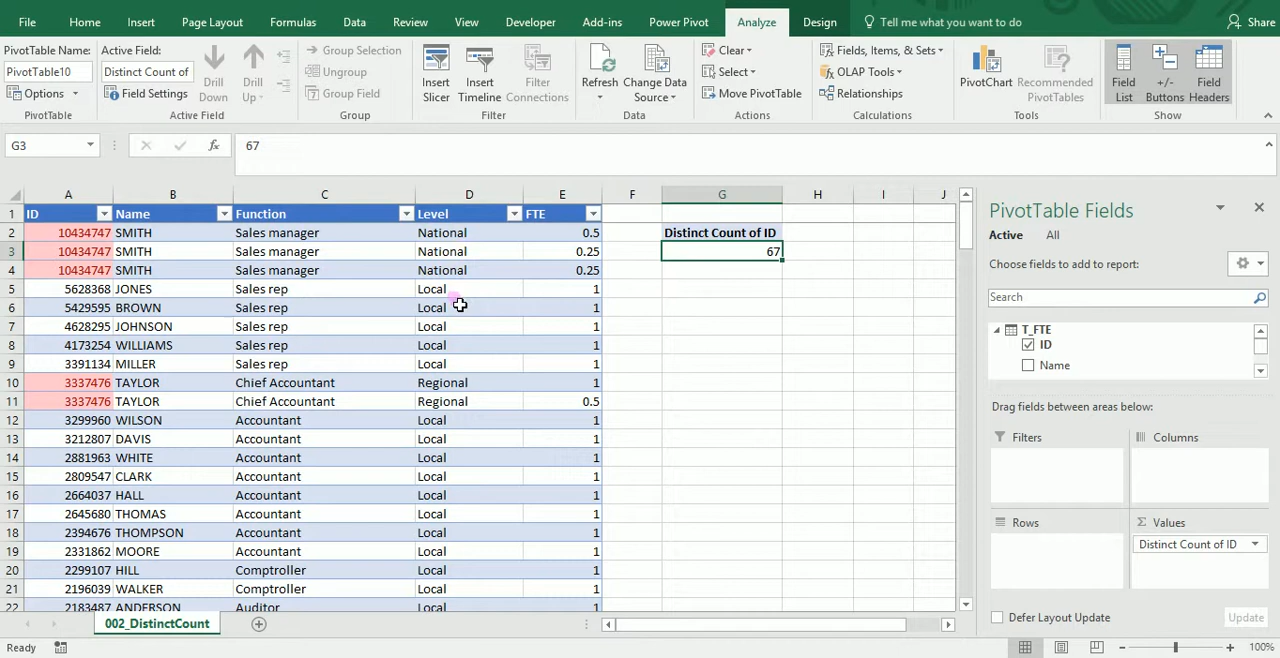 File Home Insert Page Layout Formulas Data Review View Developer Add-ins Power Pivot Analyze Design Tell me what you want to do Share
PivotTable Name:
PivotTable10
Options
PivotTable
Active Field:
Distinct Count of
Field Settings
Drill Down
Drill Up
Active Field
Group Selection
Ungroup
Group Field
Group
Insert Slicer
Insert Timeline
Filter Connections
Filter
Refresh
Change Data Source
Data
Clear
Select
Move PivotTable
Actions
Fields, Items, & Sets
OLAP Tools
Relationships
Calculations
PivotChart
Recommended PivotTables
Tools
Field List
+/- Buttons
Field Headers
Show
G3 fx 67
A B C D E F G H I J
1 ID Name Function Level FTE
2 10434747 SMITH Sales manager National 0.5 Distinct Count of ID
3 10434747 SMITH Sales manager National 0.25 67
4 10434747 SMITH Sales manager National 0.25
5 5628368 JONES Sales rep Local 1
6 5429595 BROWN Sales rep Local 1
7 4628295 JOHNSON Sales rep Local 1
8 4173254 WILLIAMS Sales rep Local 1
9 3391134 MILLER Sales rep Local 1
10 3337476 TAYLOR Chief Accountant Regional 1
11 3337476 TAYLOR Chief Accountant Regional 0.5
12 3299960 WILSON Accountant Local 1
13 3212807 DAVIS Accountant Local 1
14 2881963 WHITE Accountant Local 1
15 2809547 CLARK Accountant Local 1
16 2664037 HALL Accountant Local 1
17 2645680 THOMAS Accountant Local 1
18 2394676 THOMPSON Accountant Local 1
19 2331862 MOORE Accountant Local 1
20 2299107 HILL Comptroller Local 1
21 2196039 WALKER Comptroller Local 1
22 2183487 ANDERSON Auditor Local 1
002_DistinctCount
Ready
100%
PivotTable Fields
Active All
Choose fields to add to report:
Search
T_FTE
ID
Name
Drag fields between areas below:
Filters
Columns
Rows
Σ Values
Distinct Count of ID
Defer Layout Update
Update